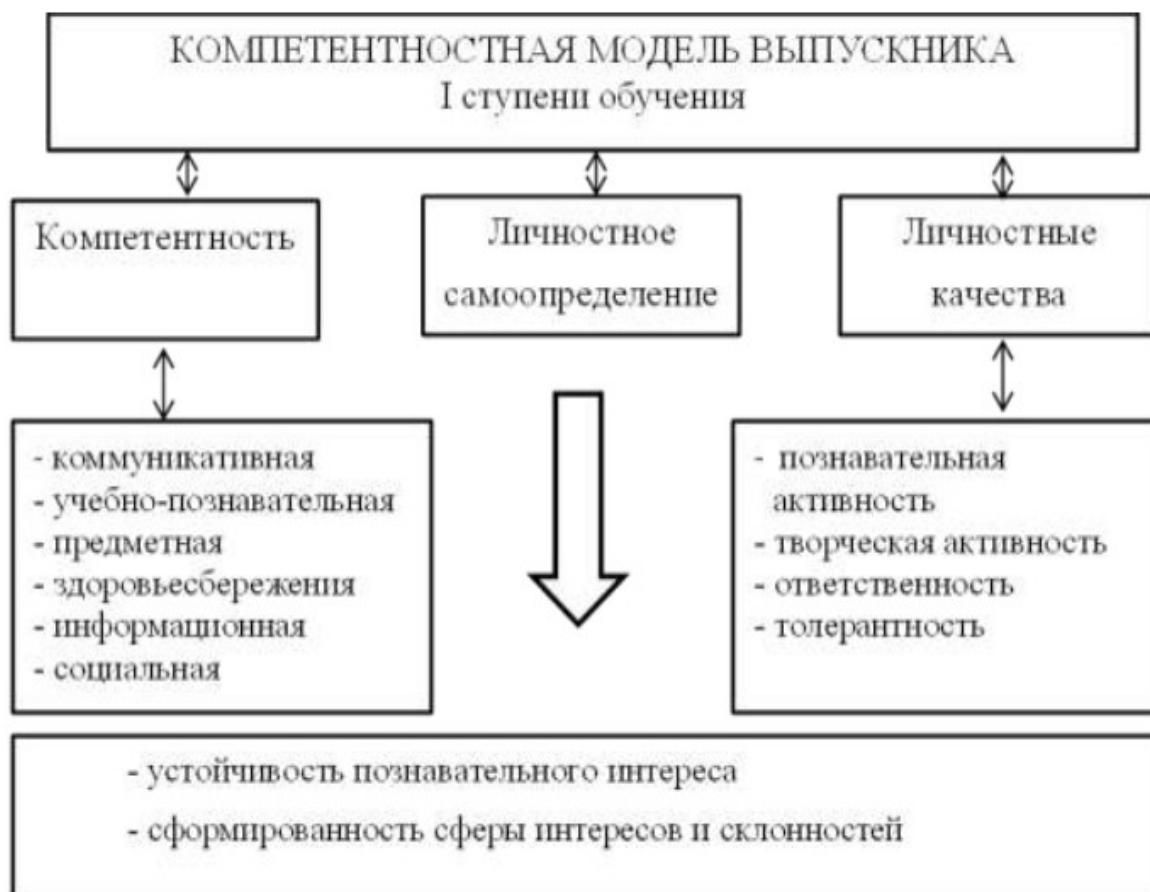 КОМПЕТЕНТНОСТНАЯ МОДЕЛЬ ВЫПУСКНИКА
I ступени обучения
Компетентность
Личностное
самоопределение
Личностные
качества
- коммуникативная
- учебно-познавательная
- предметная
- здоровьесбережения
- информационная
- социальная
- познавательная
активность
- творческая активность
- ответственность
- толерантность
- устойчивость познавательного интереса
- сформированность сферы интересов и склонностей